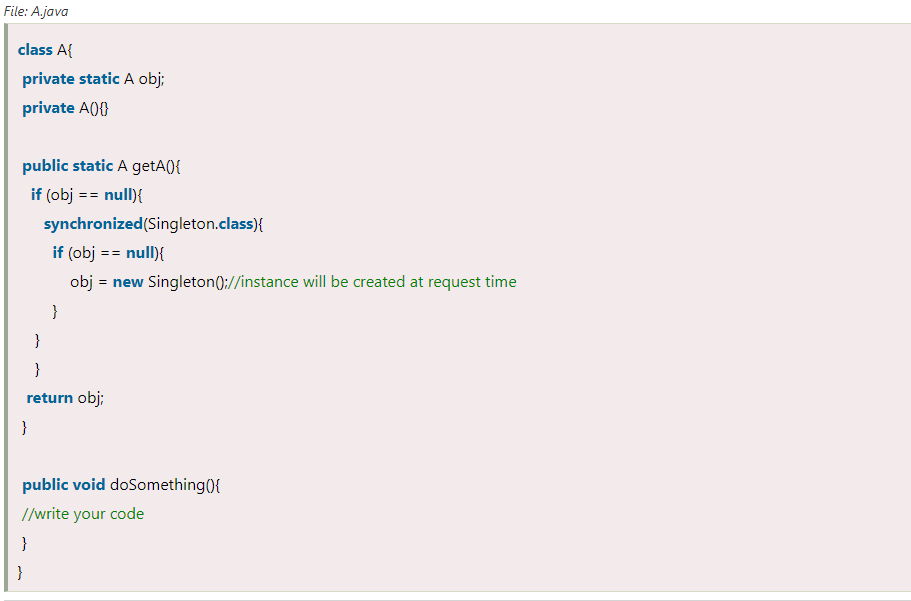 File: A.java
class A{
private static A obj;
private A(){}
public static A getA(){
if (obj == null){
synchronized(Singleton.class){
if (obj == null){
obj = new Singleton();//instance will be created at request time
}
}
}
return obj;
}
public void doSomething(){
//write your code
}
}